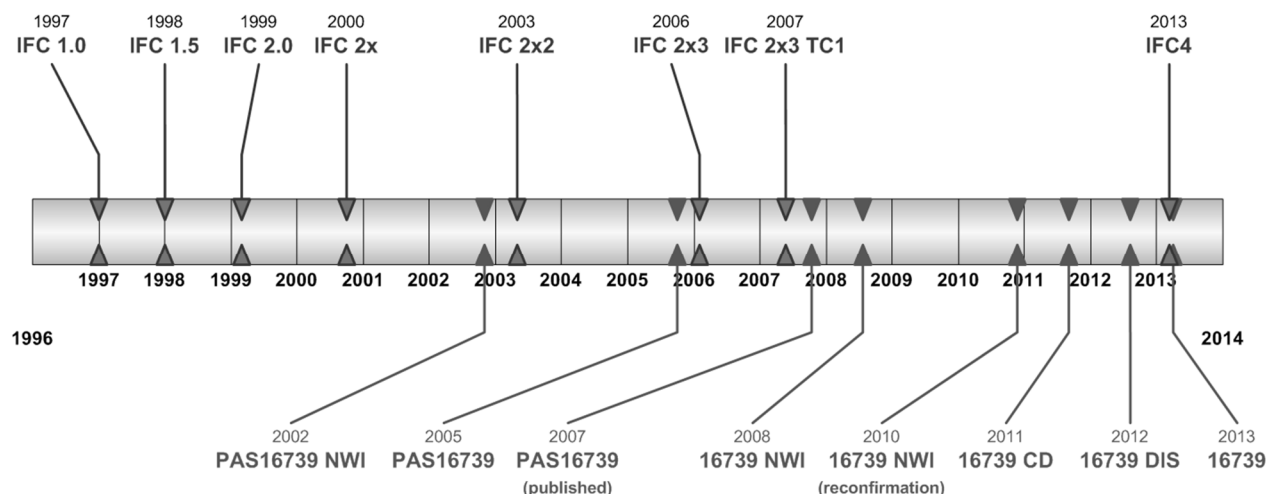 1997 1998 1999 2000 2003 2006 2007 2013
IFC 1.0 IFC 1.5 IFC 2.0 IFC 2x IFC 2x2 IFC 2x3 IFC 2x3 TC1 IFC4
1997 1998 1999 2000 2001 2002 2003 2004 2005 2006 2007 2008 2009 2010 2011 2012 2013
1996 2014
2002 2005 2007 2008 2010 2011 2012 2013
PAS16739 NWI PAS16739 PAS16739 16739 NWI 16739 NWI 16739 CD 16739 DIS 16739
(published) (reconfirmation)